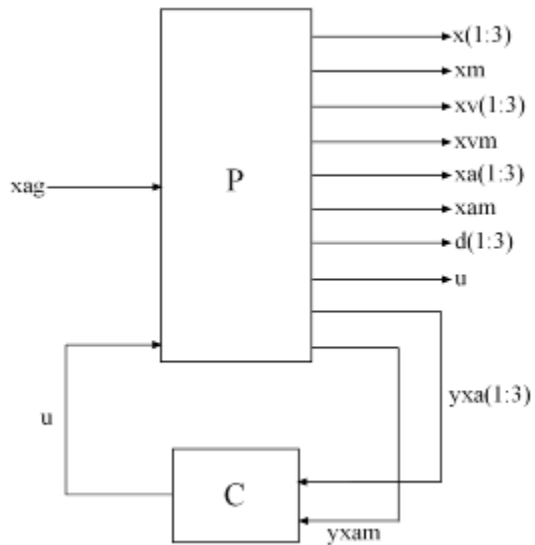 x(1:3)
xm
xv(1:3)
xvm
P
xag
xa(1:3)
xam
d(1:3)
u
yxa(1:3)
u
C
yxam